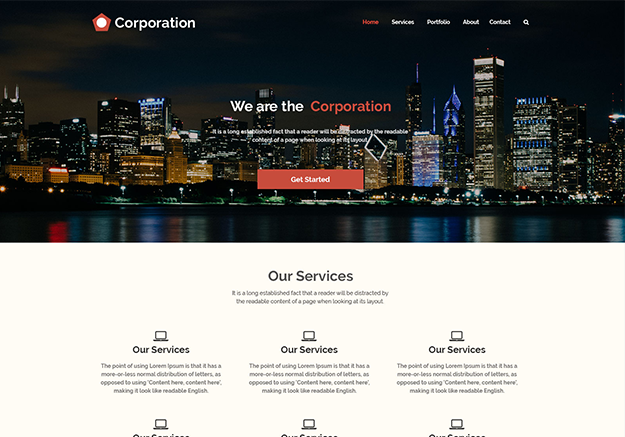 Corporation
Home Services Portfolio About Contact
We are the Corporation
It is a long established fact that a reader will be distracted by the readable
content of a page when looking at its layout.
Get Started
Our Services
It is a long established fact that a reader will be distracted by
the readable content of a page when looking at its layout.
Our Services Our Services Our Services
The point of using Lorem Ipsum is that it has a
more-or-less normal distribution of letters, as
opposed to using 'Content here, content here',
making it look like readable English.
The point of using Lorem Ipsum is that it has a
more-or-less normal distribution of letters, as
opposed to using 'Content here, content here',
making it look like readable English.
The point of using Lorem Ipsum is that it has a
more-or-less normal distribution of letters, as
opposed to using 'Content here, content here',
making it look like readable English.
Our Services Our Services Our Services